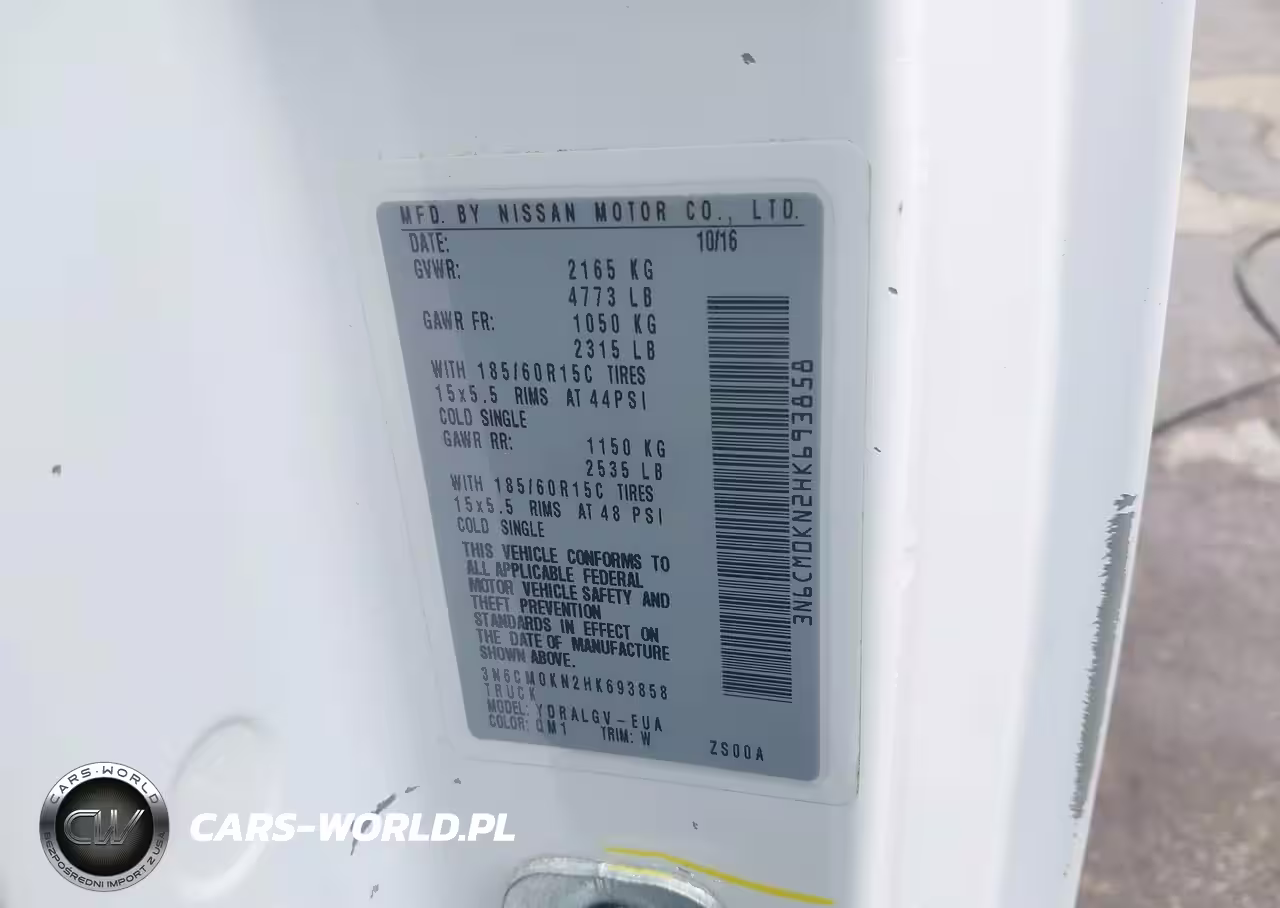 MFD. BY NISSAN MOTOR CO., LTD.
DATE: 10/16
GVWR: 2165 KG
4773 LB
GAWR FR: 1050 KG
2315 LB
WITH 185/60R15C TIRES
15x5.5 RIMS AT 44PSI
COLD SINGLE
GAWR RR: 1150 KG
2535 LB
WITH 185/60R15C TIRES
15x5.5 RIMS AT 48 PSI
COLD SINGLE
THIS VEHICLE CONFORMS TO
ALL APPLICABLE FEDERAL
MOTOR VEHICLE SAFETY AND
THEFT PREVENTION
STANDARDS IN EFFECT ON
THE DATE OF MANUFACTURE
SHOWN ABOVE.
3N6CM0KN2HK693858
TRUCK
MODEL: YDRALGV-EUA
COLOR: QM1 TRIM: W ZS00A
3N6CM0KN2HK693858
CARS-WORLD
CW
BEZPOŚREDNI IMPORT Z USA
CARS-WORLD.PL